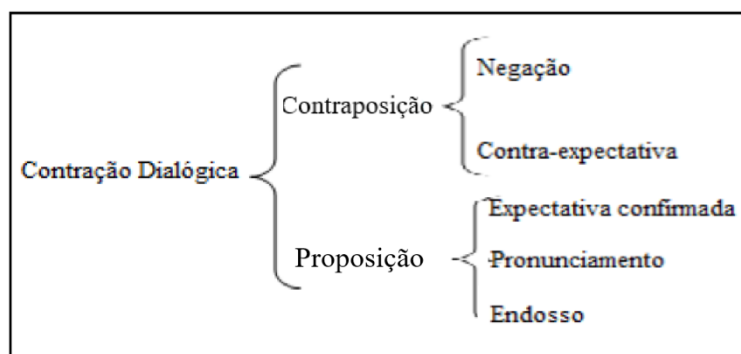 Negação
Contraposição
Contra-expectativa
Contração Dialógica
Expectativa confirmada
Proposição
Pronunciamento
Endosso